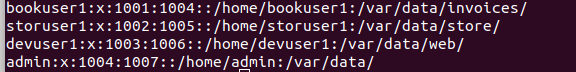 bookuser1:x:1001:1004::/home/bookuser1:/var/data/invoices/
storuser1:x:1002:1005::/home/storuser1:/var/data/store/
devuser1:x:1003:1006::/home/devuser1:/var/data/web/
admin:x:1004:1007::/home/admin:/var/data/